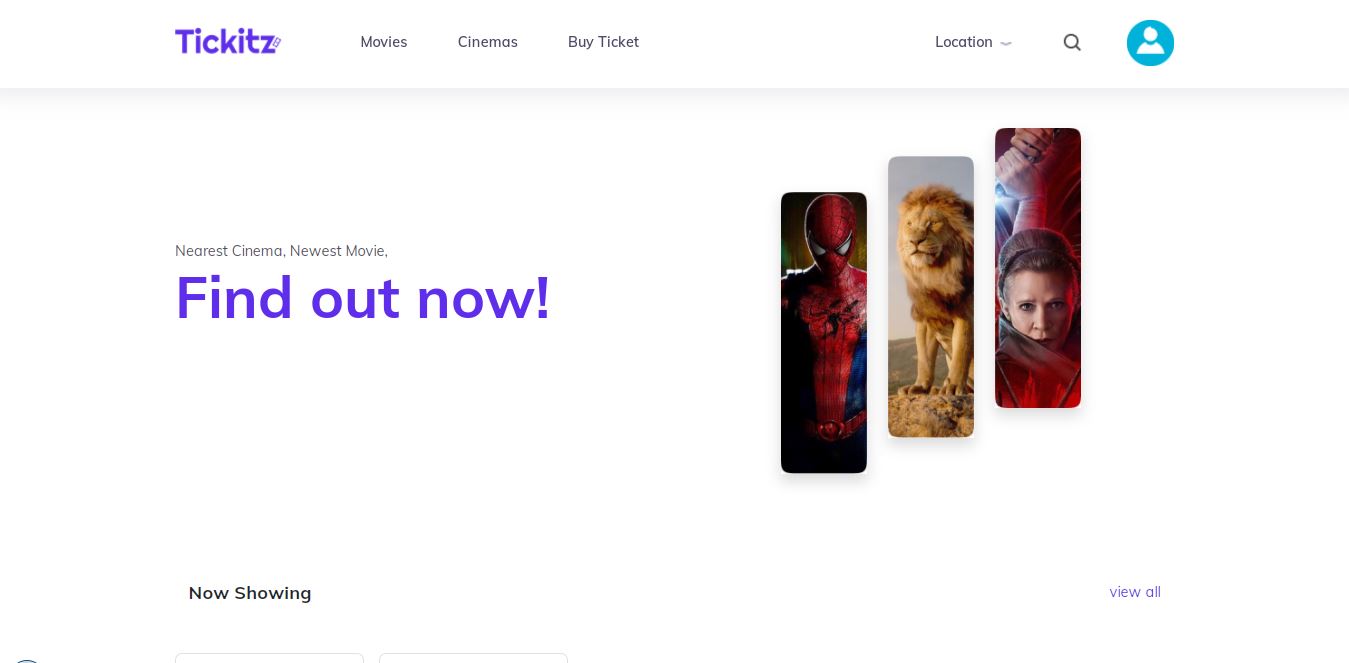 Tickitz
Movies
Cinemas
Buy Ticket
Location
Nearest Cinema, Newest Movie,
Find out now!
Now Showing
view all